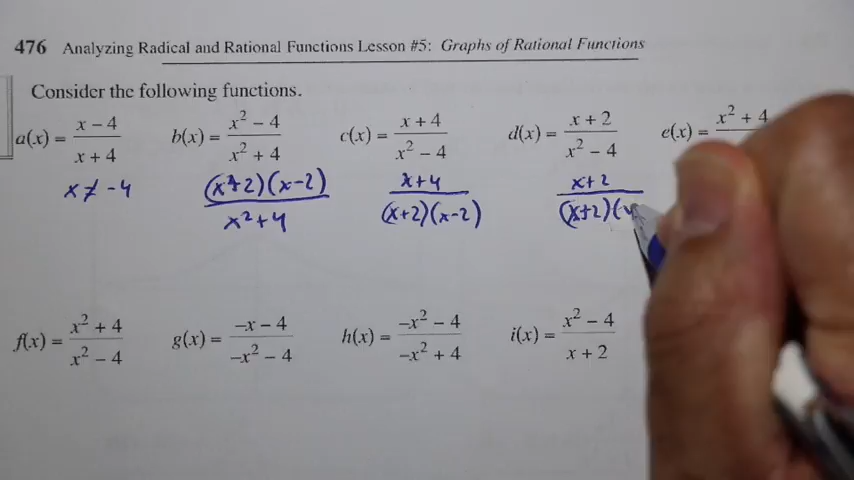 476 Analyzing Radical and Rational Functions Lesson #5: Graphs of Rational Functions
Consider the following functions.
a(x) = (x − 4)/(x + 4) b(x) = (x² − 4)/(x² + 4) c(x) = (x + 4)/(x² − 4) d(x) = (x + 2)/(x² − 4) e(x) = x² + 4
x ≠ -4 (x+2)(x-2)/(x²+4) (x+4)/((x+2)(x-2)) x+2/(x+2)(
f(x) = (x² + 4)/(x² − 4) g(x) = (−x − 4)/(−x² − 4) h(x) = (−x² − 4)/(−x² + 4) i(x) = (x² − 4)/(x + 2)